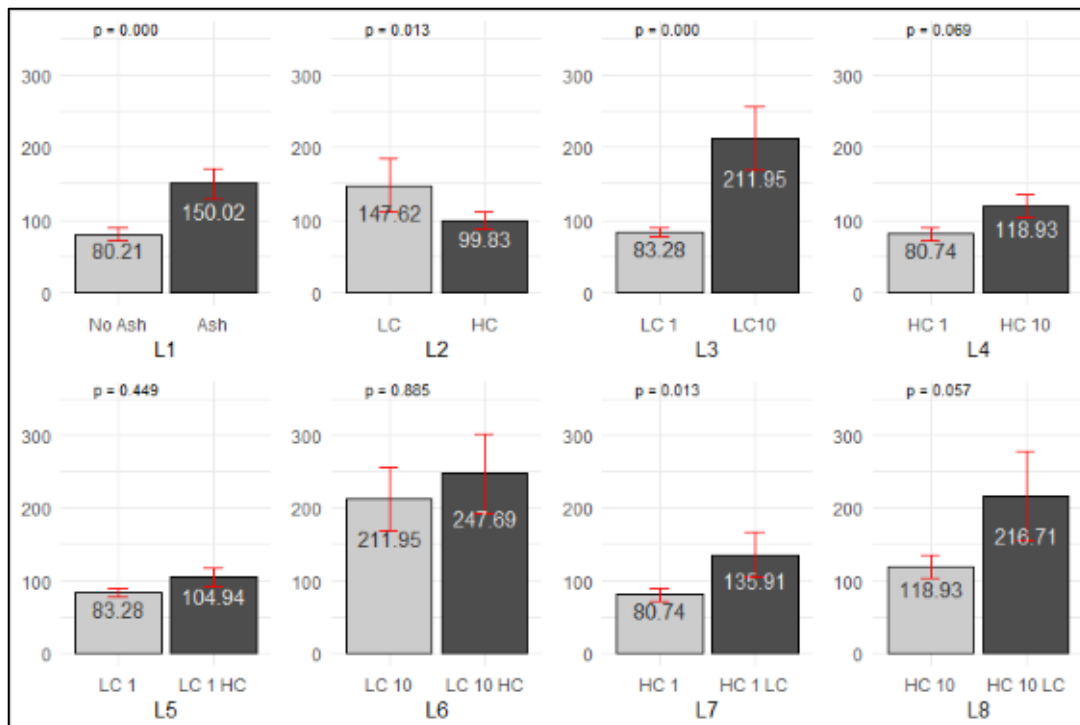 p = 0.000
300
200
100
0
80.21
150.02
No Ash Ash
L1
p = 0.013
300
200
100
0
147.62
99.83
LC HC
L2
p = 0.000
300
200
100
0
83.28
211.95
LC 1 LC10
L3
p = 0.069
300
200
100
0
80.74
118.93
HC 1 HC 10
L4
p = 0.449
300
200
100
0
83.28
104.94
LC 1 LC 1 HC
L5
p = 0.885
300
200
100
0
211.95
247.69
LC 10 LC 10 HC
L6
p = 0.013
300
200
100
0
80.74
135.91
HC 1 HC 1 LC
L7
p = 0.057
300
200
100
0
118.93
216.71
HC 10 HC 10 LC
L8